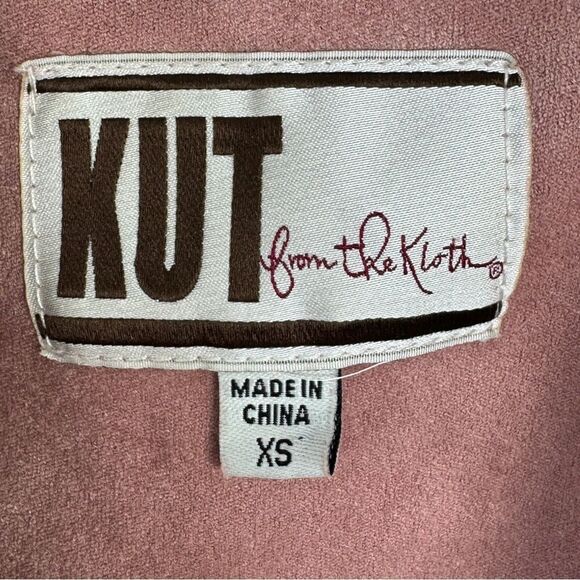 KUT
from the Kloth®
MADE IN
CHINA
XS